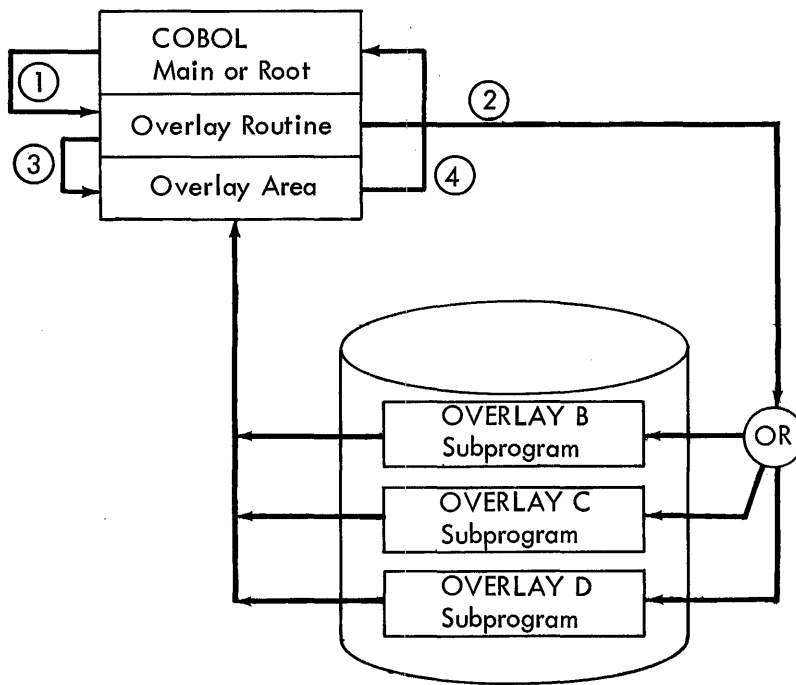 COBOL
Main or Root
1
2
Overlay Routine
3
Overlay Area
4
OVERLAY B
Subprogram
OR
OVERLAY C
Subprogram
OVERLAY D
Subprogram